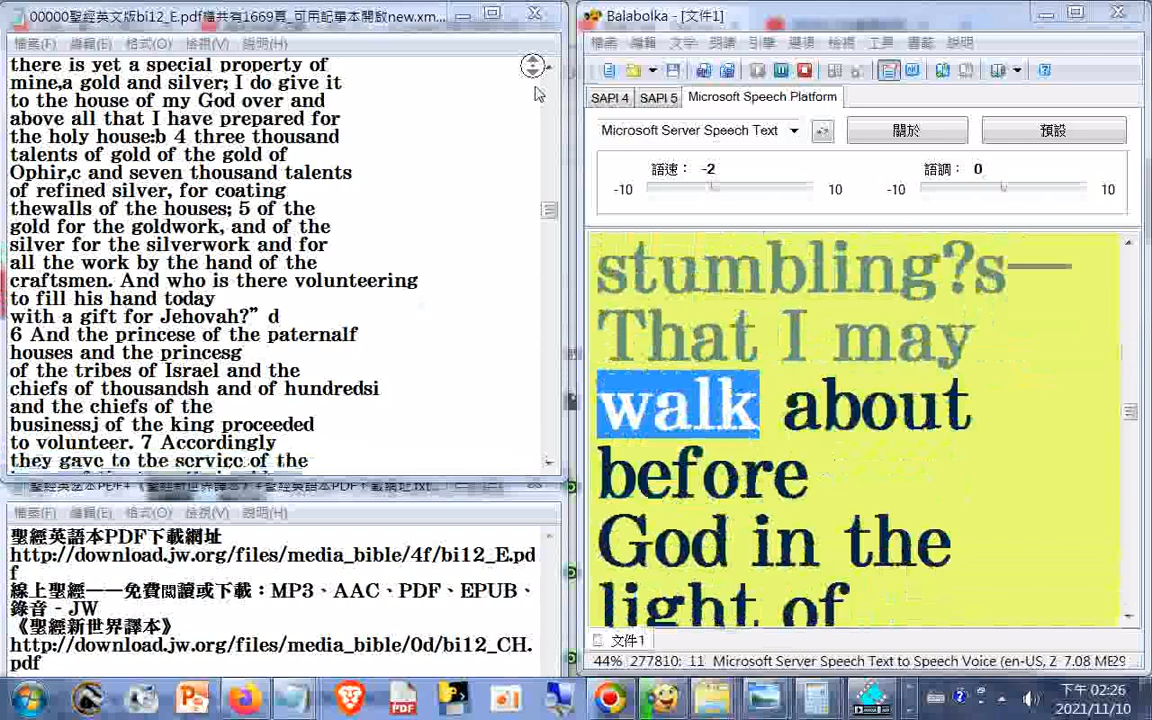 00000聖經英文版bi12_E.pdf檔共有1669頁_可用記事本開啟new.xm...
檔案(F) 編輯(E) 格式(O) 檢視(V) 說明(H)
there is yet a special property of
mine,a gold and silver; I do give it
to the house of my God over and
above all that I have prepared for
the holy house:b 4 three thousand
talents of gold of the gold of
Ophir,c and seven thousand talents
of refined silver, for coating
thewalls of the houses; 5 of the
gold for the goldwork, and of the
silver for the silverwork and for
all the work by the hand of the
craftsmen. And who is there volunteering
to fill his hand today
with a gift for Jehovah?” d
6 And the princese of the paternalf
houses and the princesg
of the tribes of Israel and the
chiefs of thousandsh and of hundredsi
and the chiefs of the
businessj of the king proceeded
to volunteer. 7 Accordingly
they gave to the service of the
檔案(F) 編輯(E) 格式(O) 檢視(V) 說明(H)
聖經英語本PDF下載網址
http://download.jw.org/files/media_bible/4f/bi12_E.pd
f
線上聖經——免費閱讀或下載：MP3、AAC、PDF、EPUB、
錄音 - JW
《聖經新世界譯本》
http://download.jw.org/files/media_bible/0d/bi12_CH.
pdf
Balabolka - [文件1]
檔案 編輯 文字 朗讀 引擎 選項 檢視 工具 書籤 說明
SAPI 4 SAPI 5 Microsoft Speech Platform
Microsoft Server Speech Text 關於 預設
語速： -2 語調： 0
-10 10 -10 10
stumbling?s—
That I may
walk about
before
God in the
light of
文件1
44% 277810: 11 Microsoft Server Speech Text to Speech Voice (en-US, Z 7.08 ME29
下午 02:26
2021/11/10